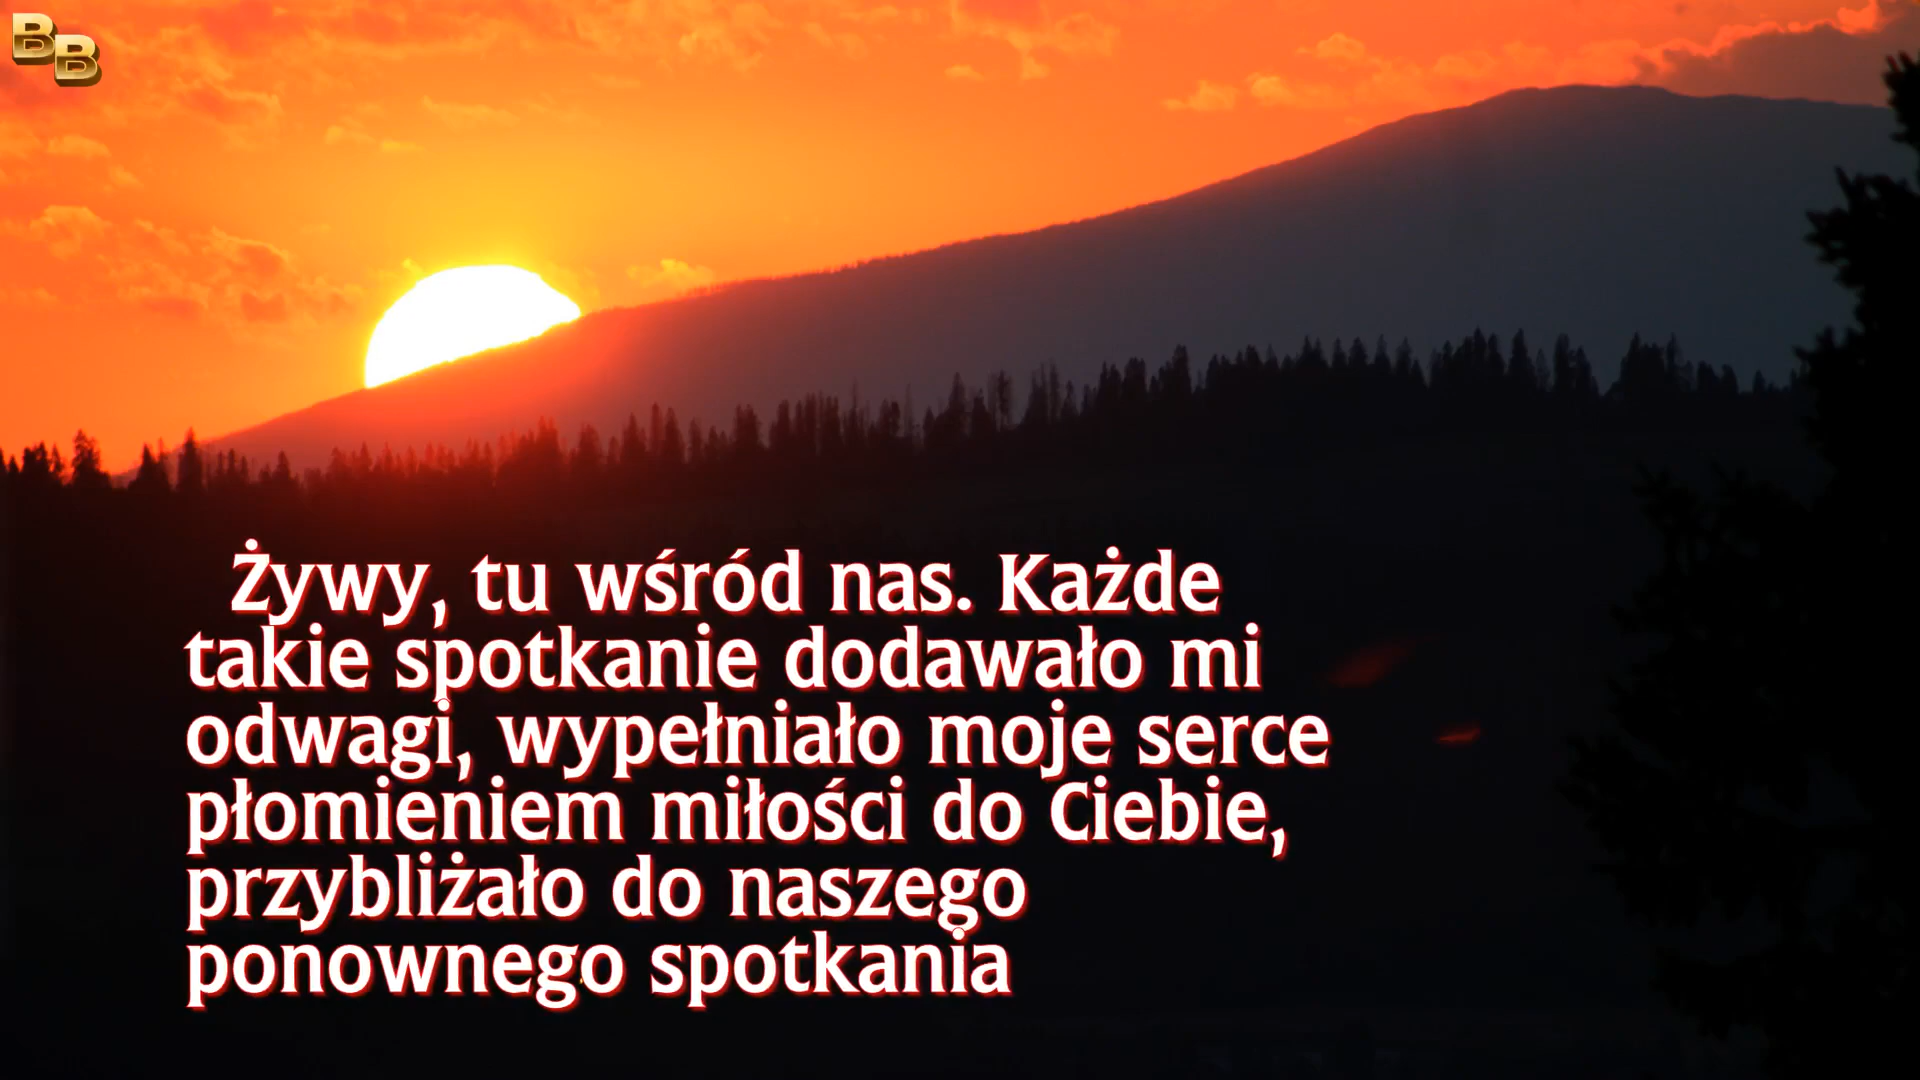 BB
Żywy, tu wśród nas. Każde
takie spotkanie dodawało mi
odwagi, wypełniało moje serce
płomieniem miłości do Ciebie,
przybliżało do naszego
ponownego spotkania